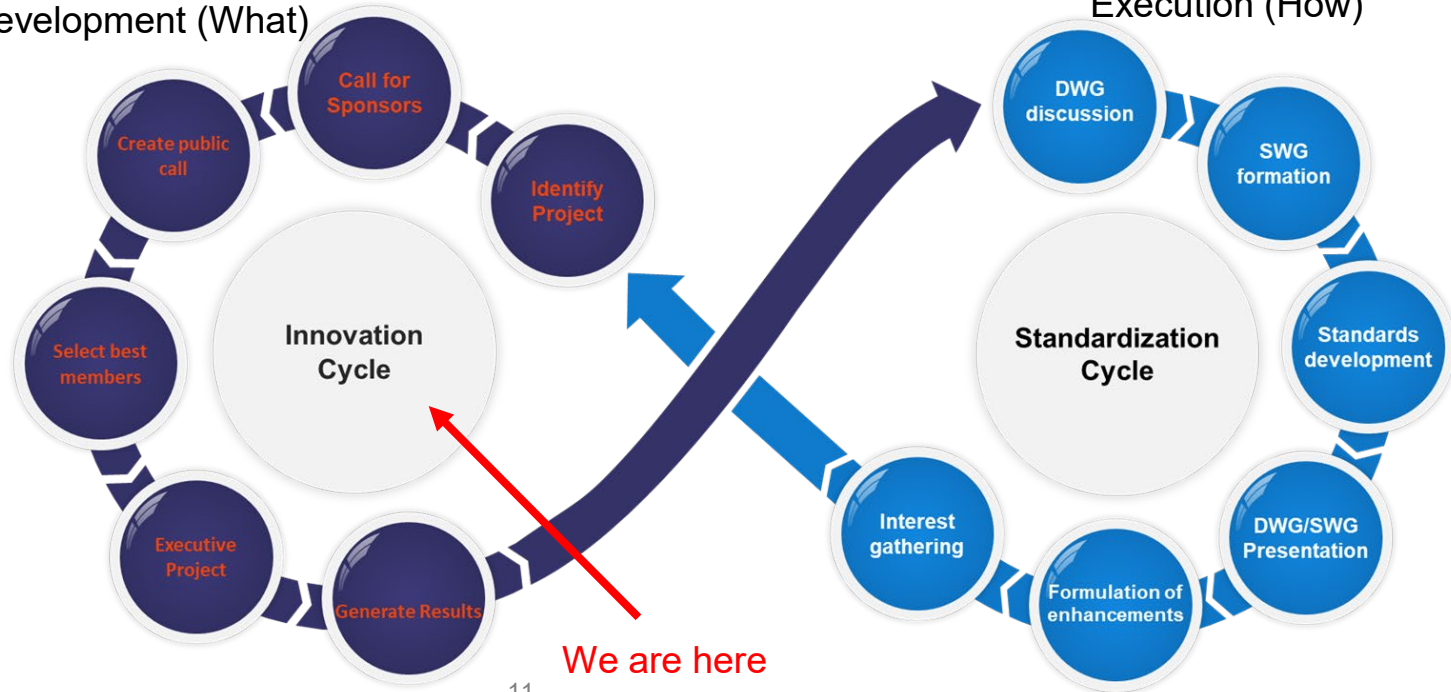 evelopment (What)
Execution (How)
Call for
Sponsors
Create public
call
Identify
Project
Select best
members
Innovation
Cycle
Executive
Project
Generate Results
DWG
discussion
SWG
formation
Standardization
Cycle
Standards
development
Interest
gathering
DWG/SWG
Presentation
Formulation of
enhancements
We are here
11